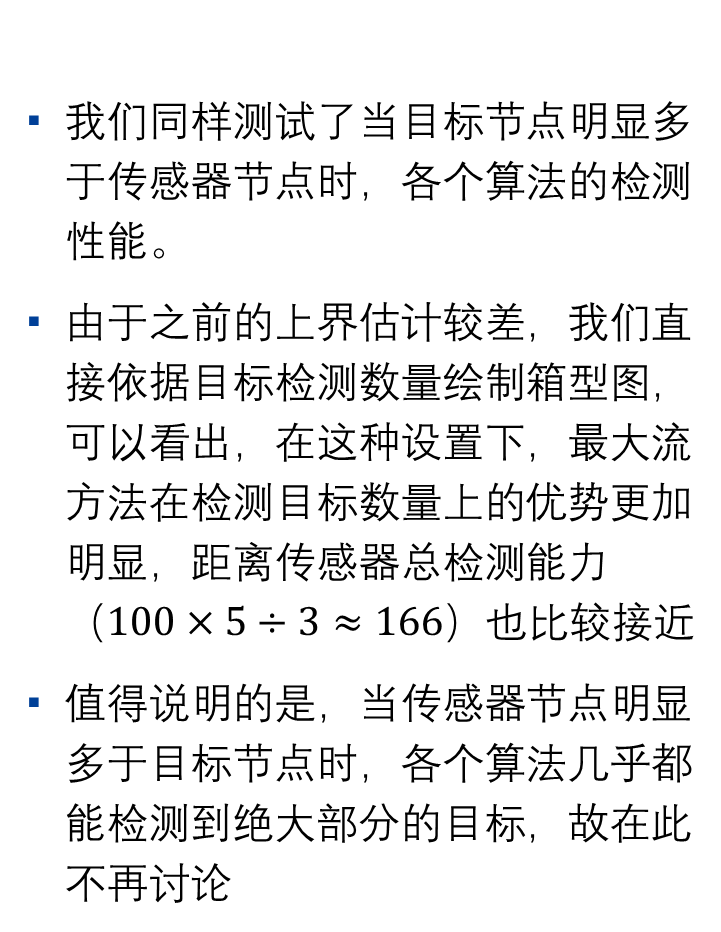 ▪ 我们同样测试了当目标节点明显多
于传感器节点时，各个算法的检测
性能。
▪ 由于之前的上界估计较差，我们直
接依据目标检测数量绘制箱型图，
可以看出，在这种设置下，最大流
方法在检测目标数量上的优势更加
明显，距离传感器总检测能力
（100 × 5 ÷ 3 ≈ 166）也比较接近
▪ 值得说明的是，当传感器节点明显
多于目标节点时，各个算法几乎都
能检测到绝大部分的目标，故在此
不再讨论